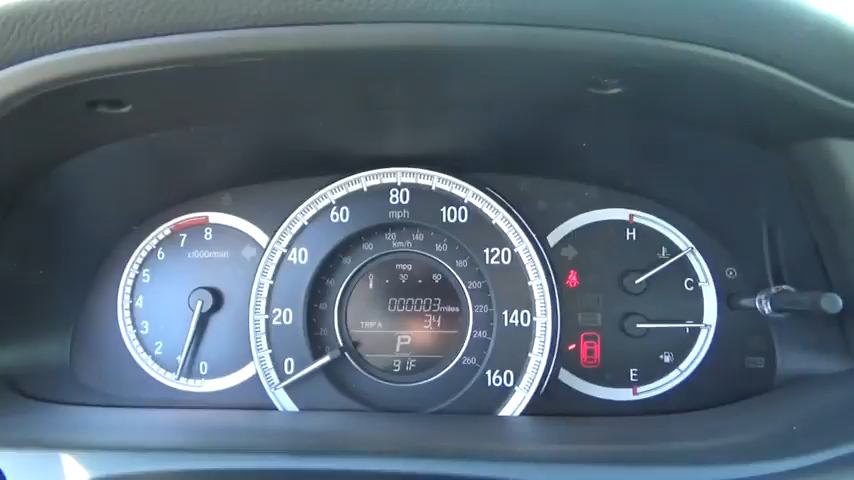 8
7
6
5
4
3
2
1
0
x1000r/min
80
60
100
mph
40
120
20
140
0
160
120 140
100
160
km/h
180
200
220
240
260
mpg
0 30 60
000003 miles
TRIP A 3.4
P
91°F
H
C
E